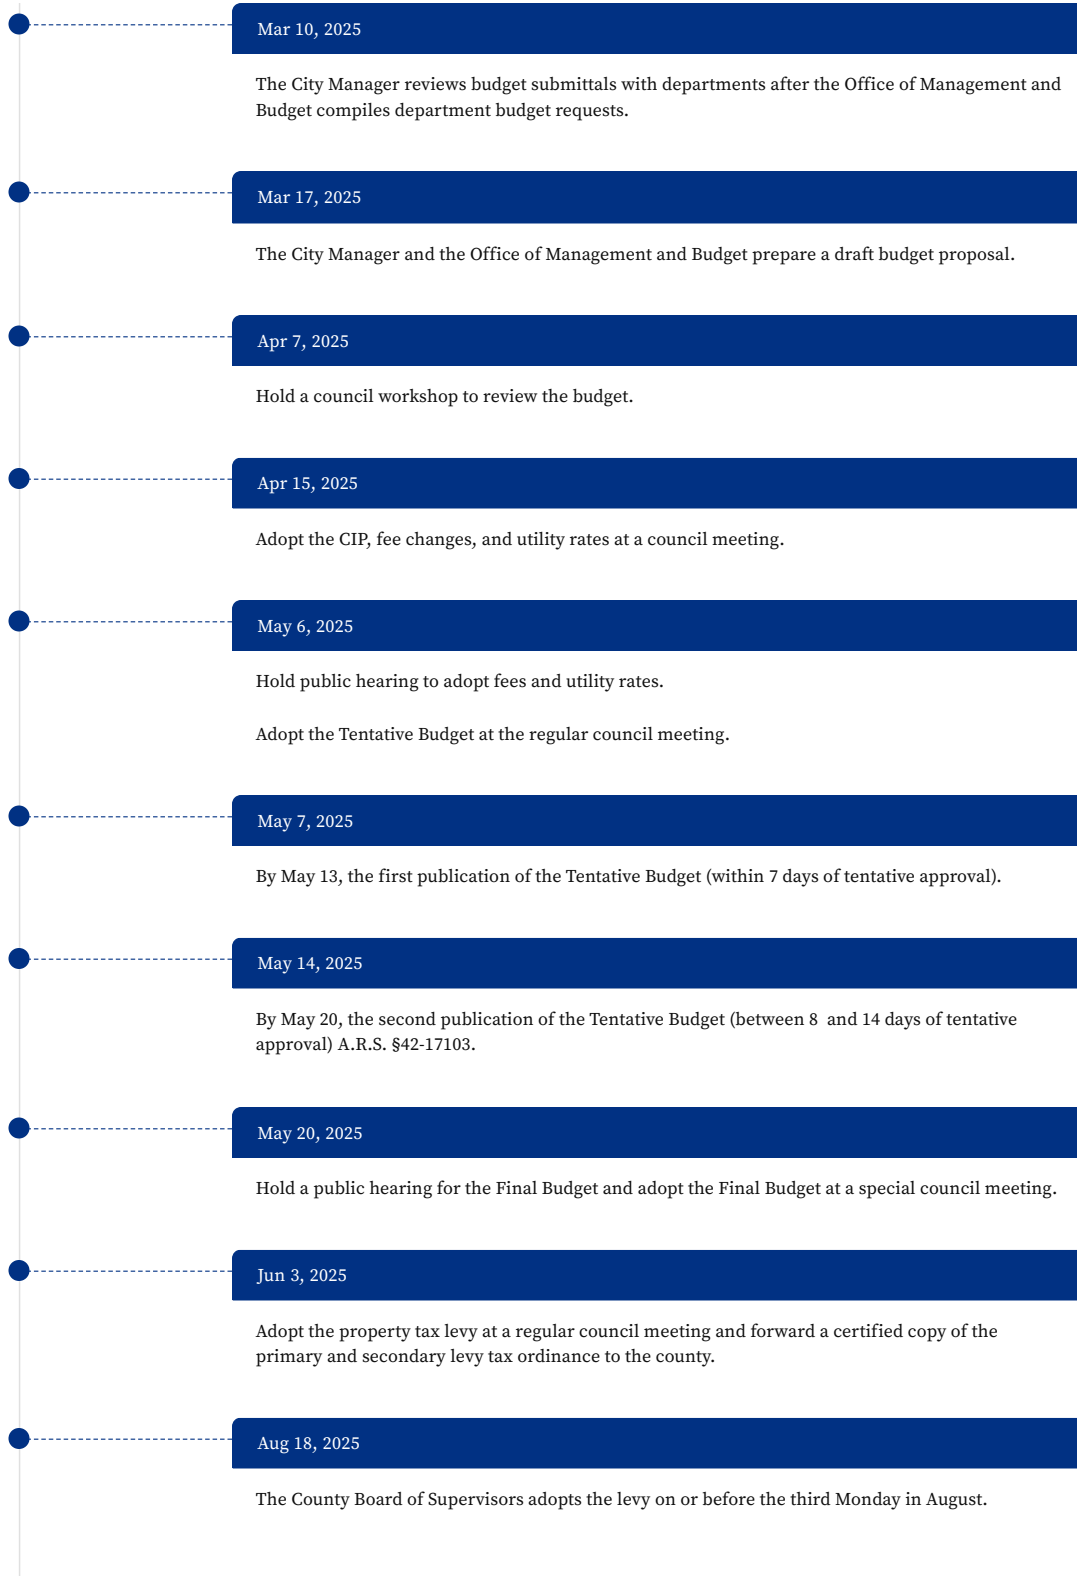 Mar 10, 2025
The City Manager reviews budget submittals with departments after the Office of Management and
Budget compiles department budget requests.
Mar 17, 2025
The City Manager and the Office of Management and Budget prepare a draft budget proposal.
Apr 7, 2025
Hold a council workshop to review the budget.
Apr 15, 2025
Adopt the CIP, fee changes, and utility rates at a council meeting.
May 6, 2025
Hold public hearing to adopt fees and utility rates.
Adopt the Tentative Budget at the regular council meeting.
May 7, 2025
By May 13, the first publication of the Tentative Budget (within 7 days of tentative approval).
May 14, 2025
By May 20, the second publication of the Tentative Budget (between 8  and 14 days of tentative
approval) A.R.S. §42-17103.
May 20, 2025
Hold a public hearing for the Final Budget and adopt the Final Budget at a special council meeting.
Jun 3, 2025
Adopt the property tax levy at a regular council meeting and forward a certified copy of the
primary and secondary levy tax ordinance to the county.
Aug 18, 2025
The County Board of Supervisors adopts the levy on or before the third Monday in August.